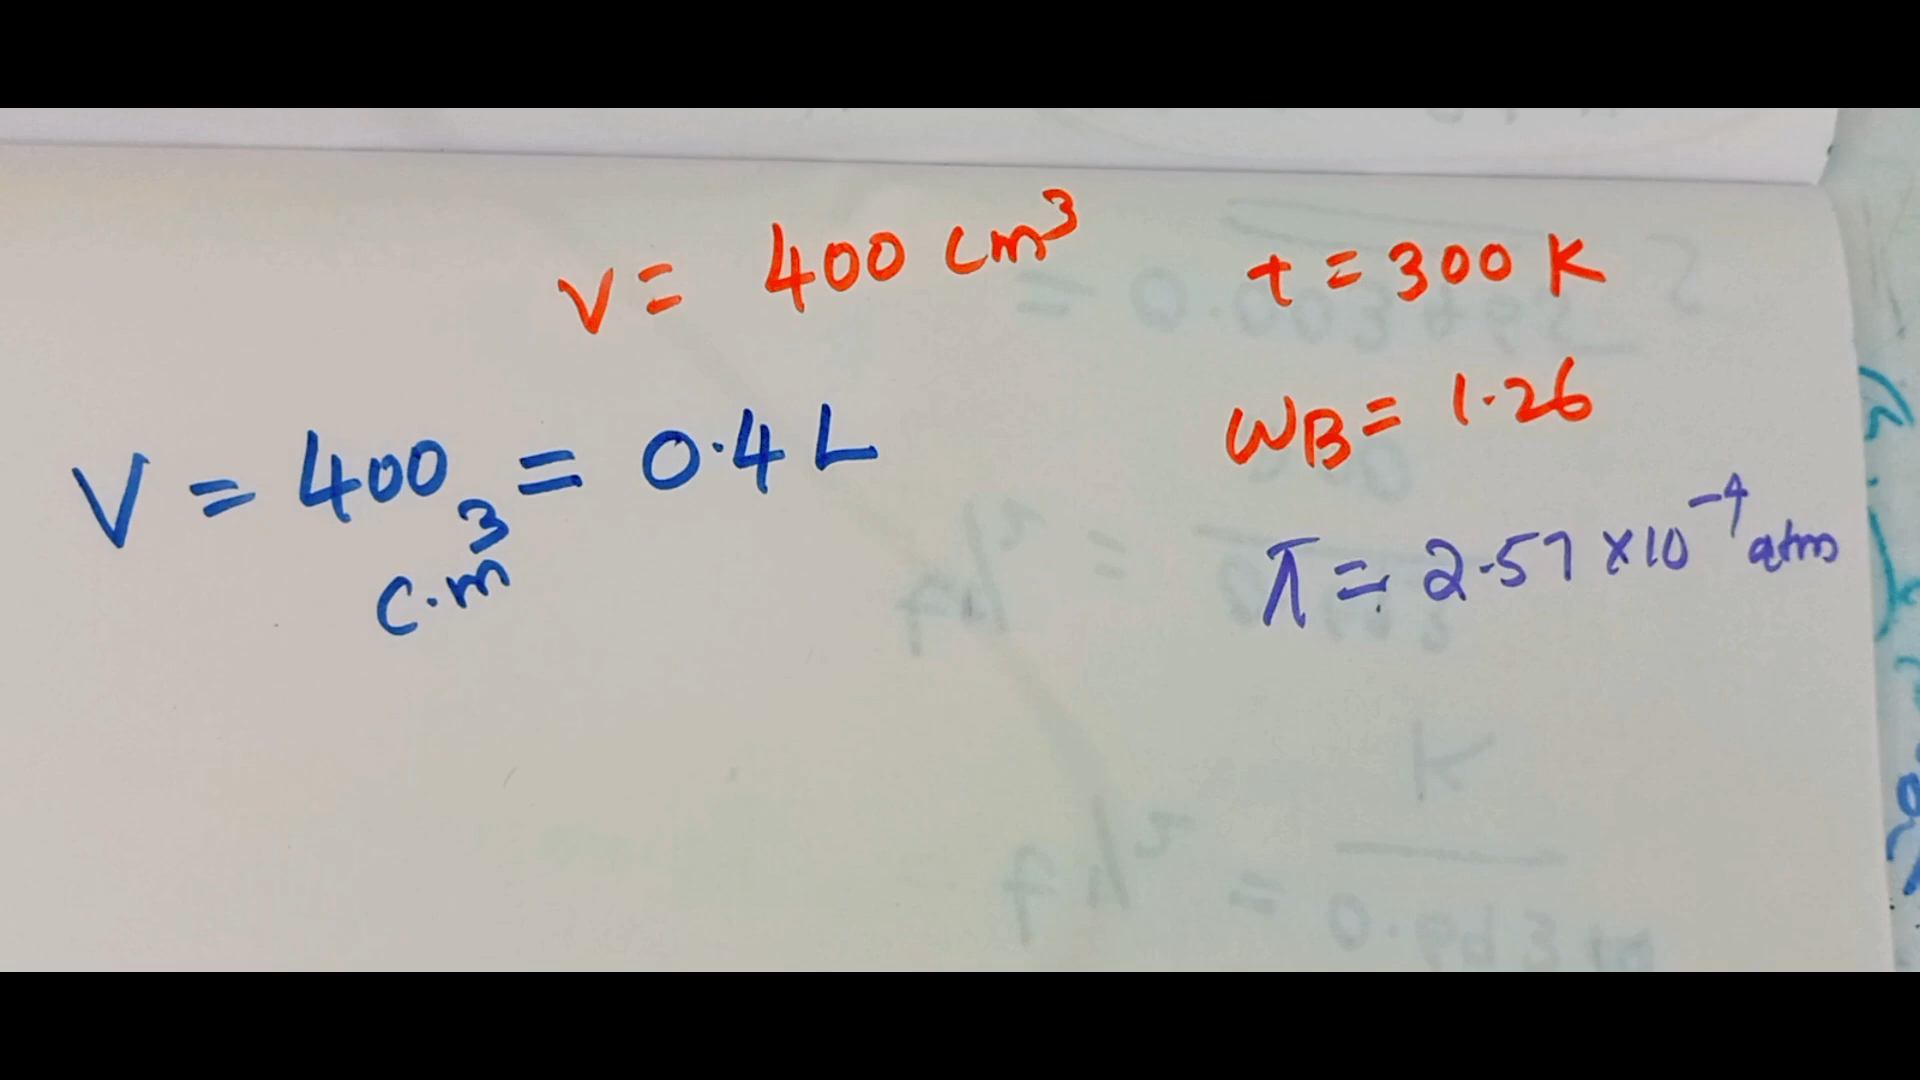 V = 400 cm³
t = 300 K
V = 400 c.m³ = 0.4 L
WB = 1.26
π = 2.57 × 10⁻⁴ atm